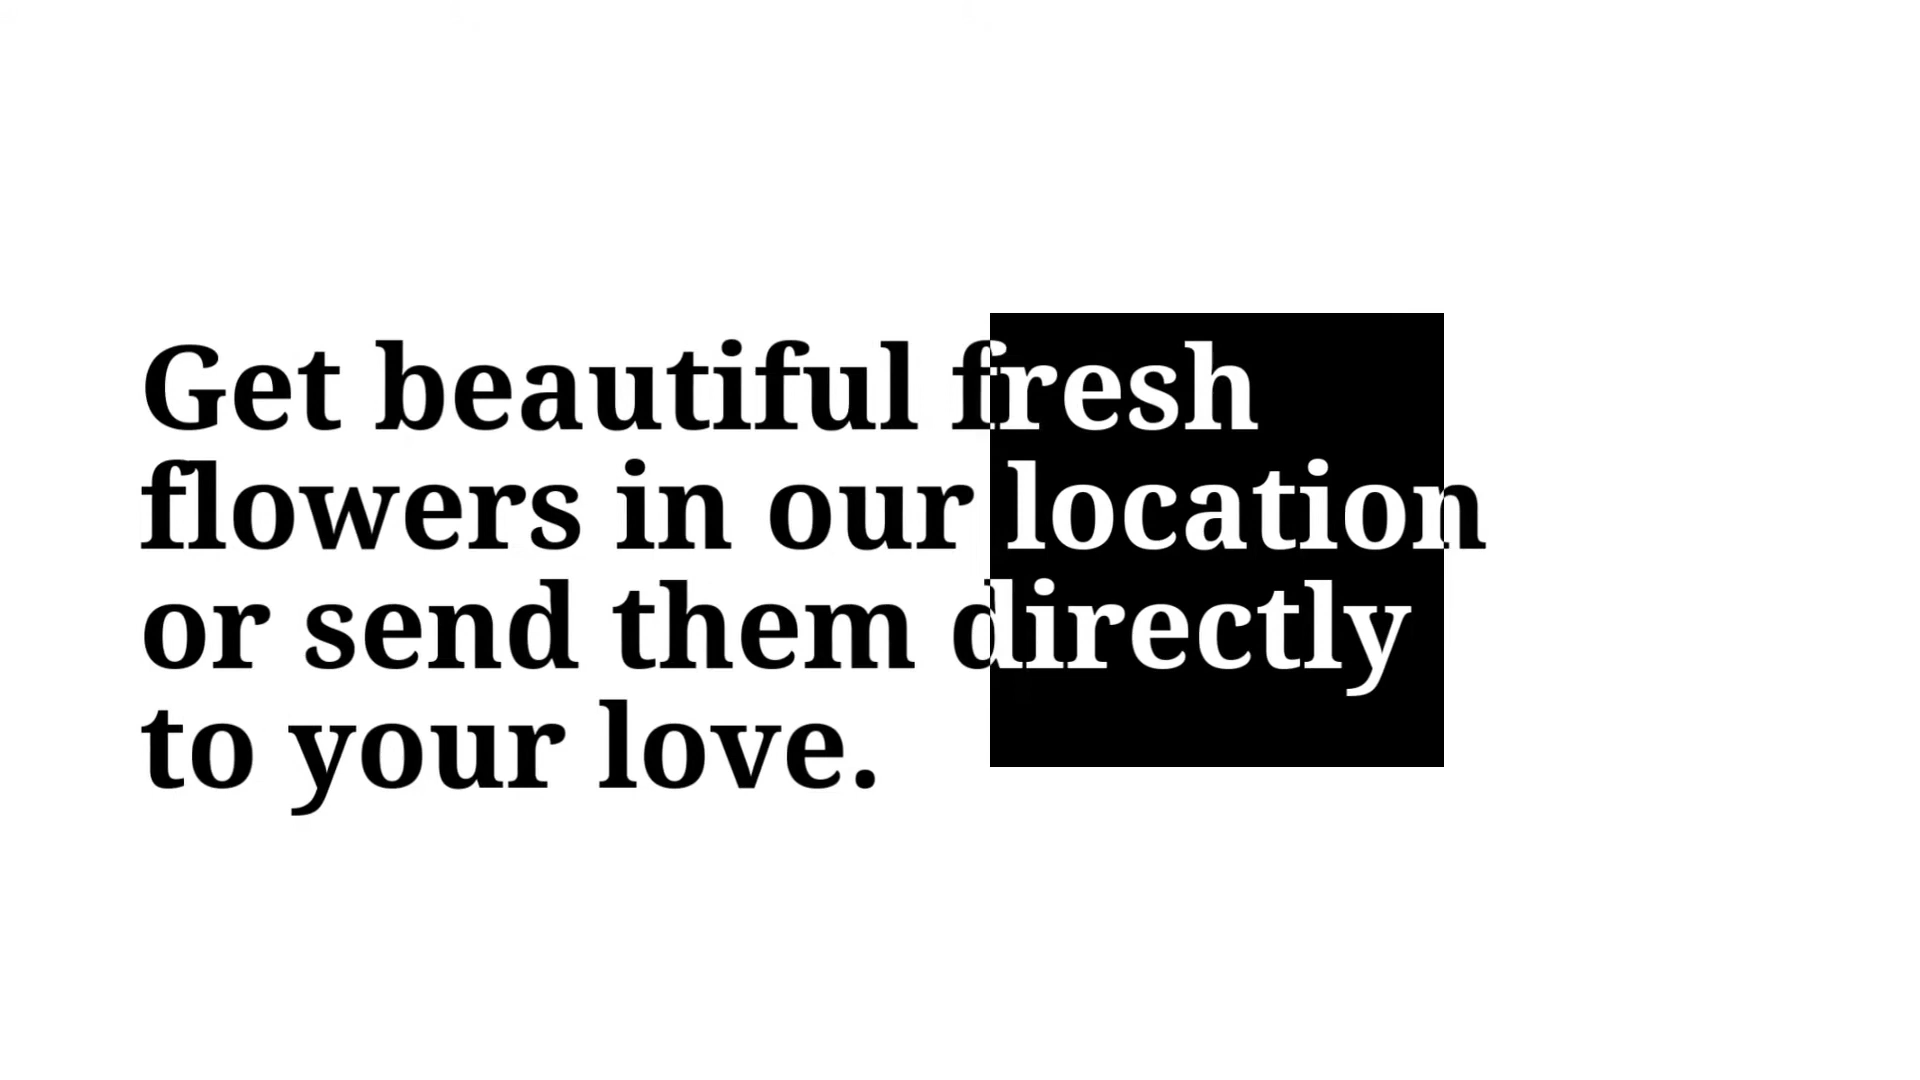 Get beautiful fresh
flowers in our location
or send them directly
to your love.